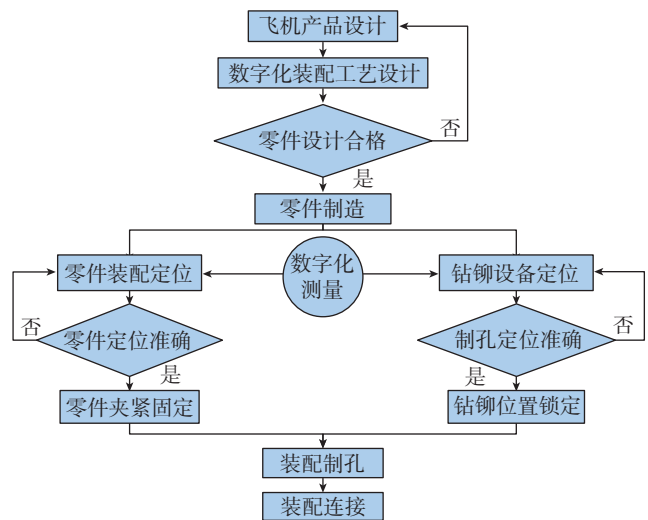 飞机产品设计
数字化装配工艺设计
零件设计合格
否
是
零件制造
数字化
测量
零件装配定位
钻铆设备定位
否
零件定位准确
制孔定位准确
否
是
是
零件夹紧固定
钻铆位置锁定
装配制孔
装配连接